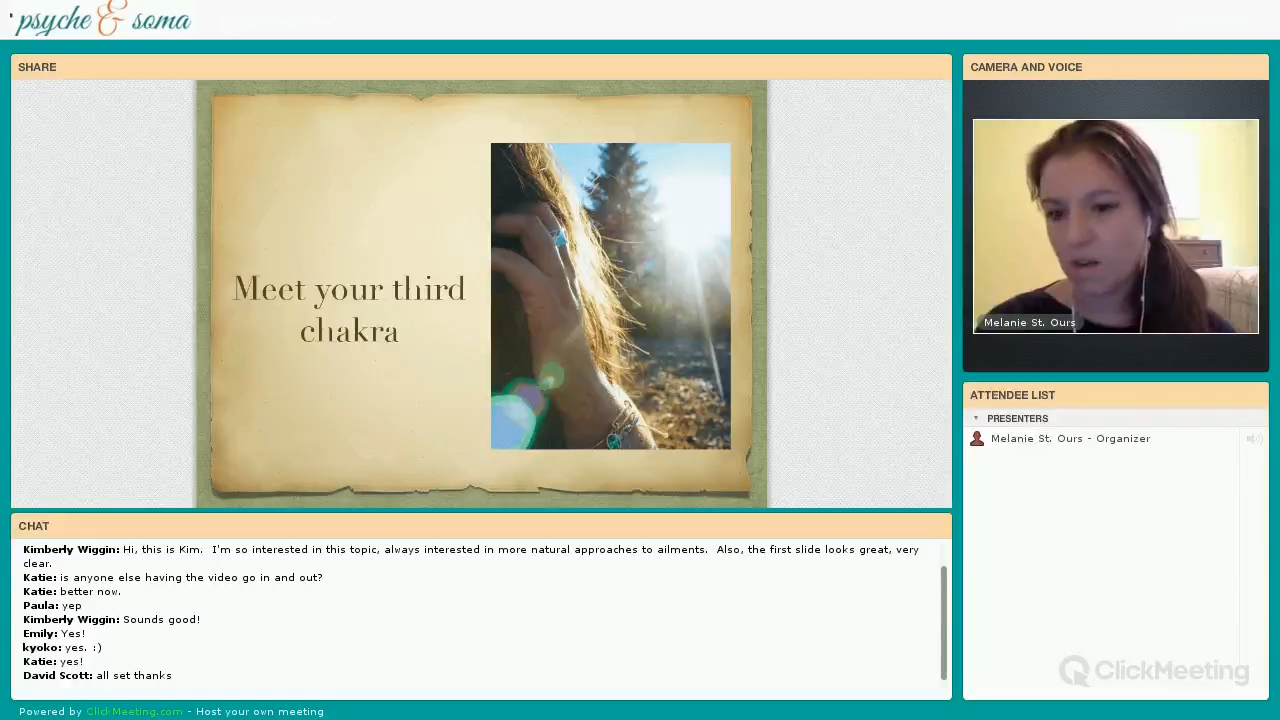 psyche & soma
SHARE
CAMERA AND VOICE
Meet your third
chakra
Melanie St. Ours
ATTENDEE LIST
PRESENTERS
Melanie St. Ours - Organizer
CHAT
Kimberly Wiggin: Hi, this is Kim. I'm so interested in this topic, always interested in more natural approaches to ailments. Also, the first slide looks great, very
clear.
Katie: is anyone else having the video go in and out?
Katie: better now.
Paula: yep
Kimberly Wiggin: Sounds good!
Emily: Yes!
kyoko: yes. :)
Katie: yes!
David Scott: all set thanks
ClickMeeting
Powered by ClickMeeting.com - Host your own meeting